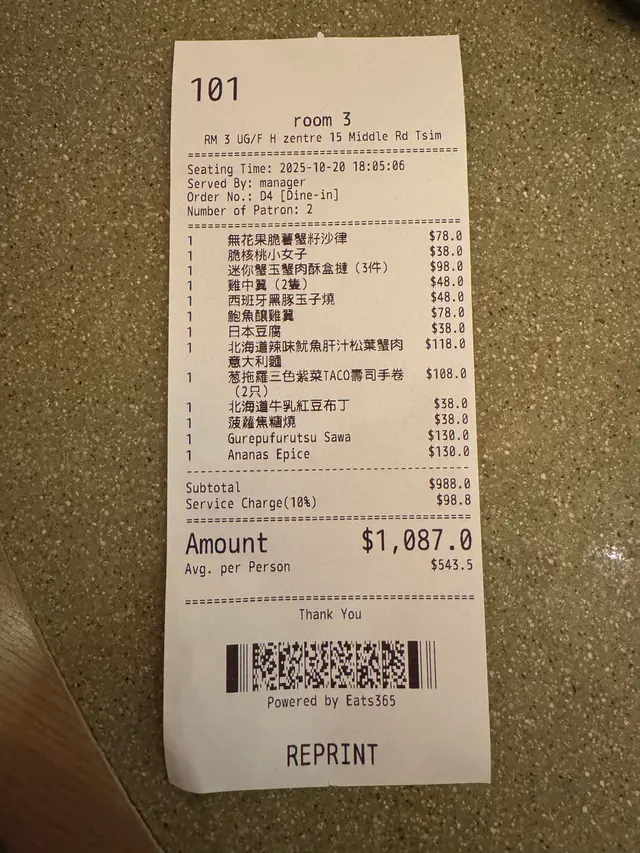 101
room 3
RM 3 UG/F H zentre 15 Middle Rd Tsim
Seating Time: 2025-10-20 18:05:06
Served By: manager
Order No.: D4 [Dine-in]
Number of Patron: 2
1 無花果脆薯蟹籽沙律 $78.0
1 脆核桃小女子 $38.0
1 迷你蟹玉蟹肉酥盒撻（3件） $98.0
1 雞中翼（2隻） $48.0
1 西班牙黑豚玉子燒 $48.0
1 鮑魚釀雞翼 $78.0
1 日本豆腐 $38.0
1 北海道辣味魷魚肝汁松葉蟹肉 $118.0
意大利麵
1 葱拖羅三色紫菜TACO壽司手卷 $108.0
（2只）
1 北海道牛乳紅豆布丁 $38.0
1 菠蘿焦糖燒 $38.0
1 Gurepufurutsu Sawa $130.0
1 Ananas Epice $130.0
Subtotal $988.0
Service Charge(10%) $98.8
Amount $1,087.0
Avg. per Person $543.5
Thank You
Powered by Eats365
REPRINT